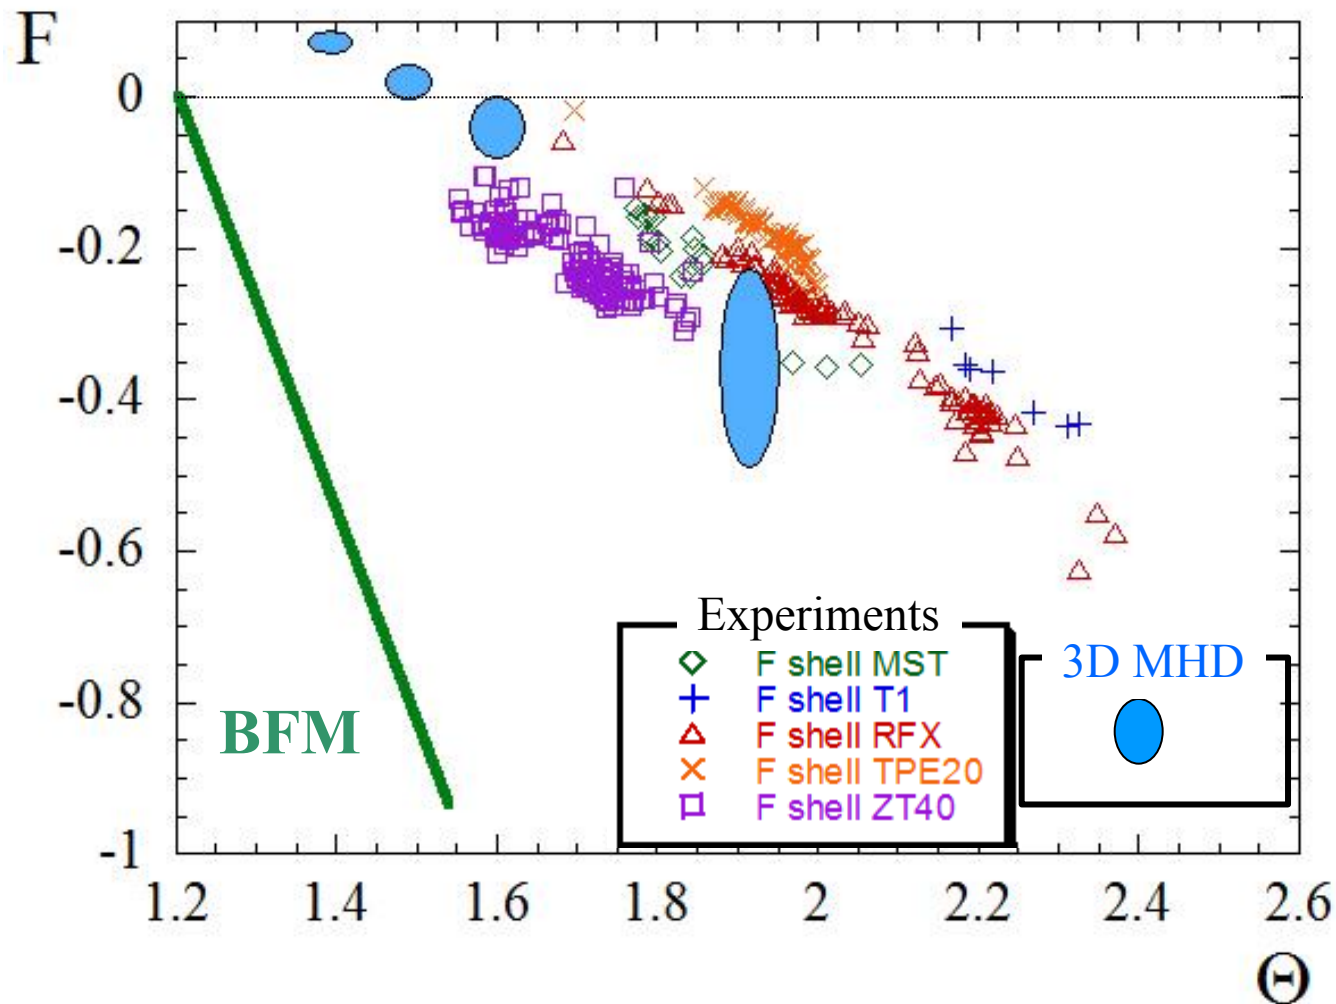 F
0
-0.2
-0.4
-0.6
-0.8
-1
BFM
Experiments
F shell MST
F shell T1
F shell RFX
F shell TPE20
F shell ZT40
3D MHD
1.2 1.4 1.6 1.8 2 2.2 2.4 2.6
Θ